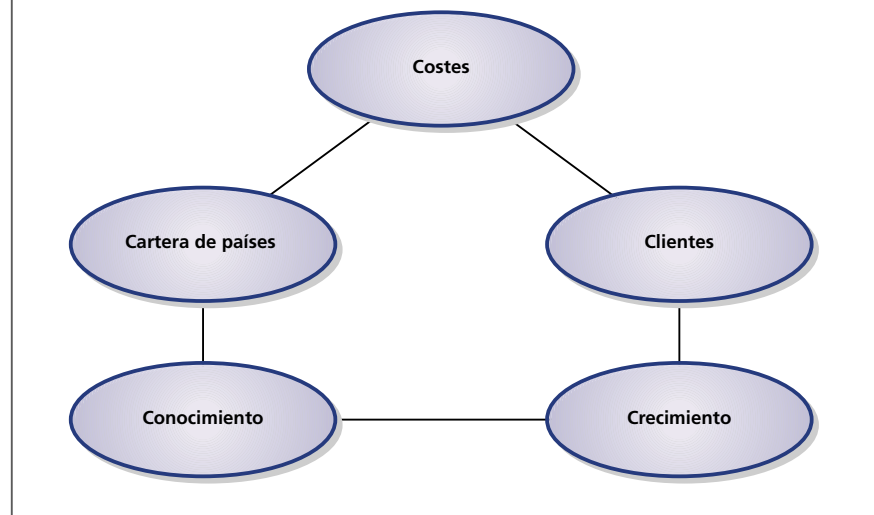 Costes
Cartera de países
Clientes
Conocimiento
Crecimiento